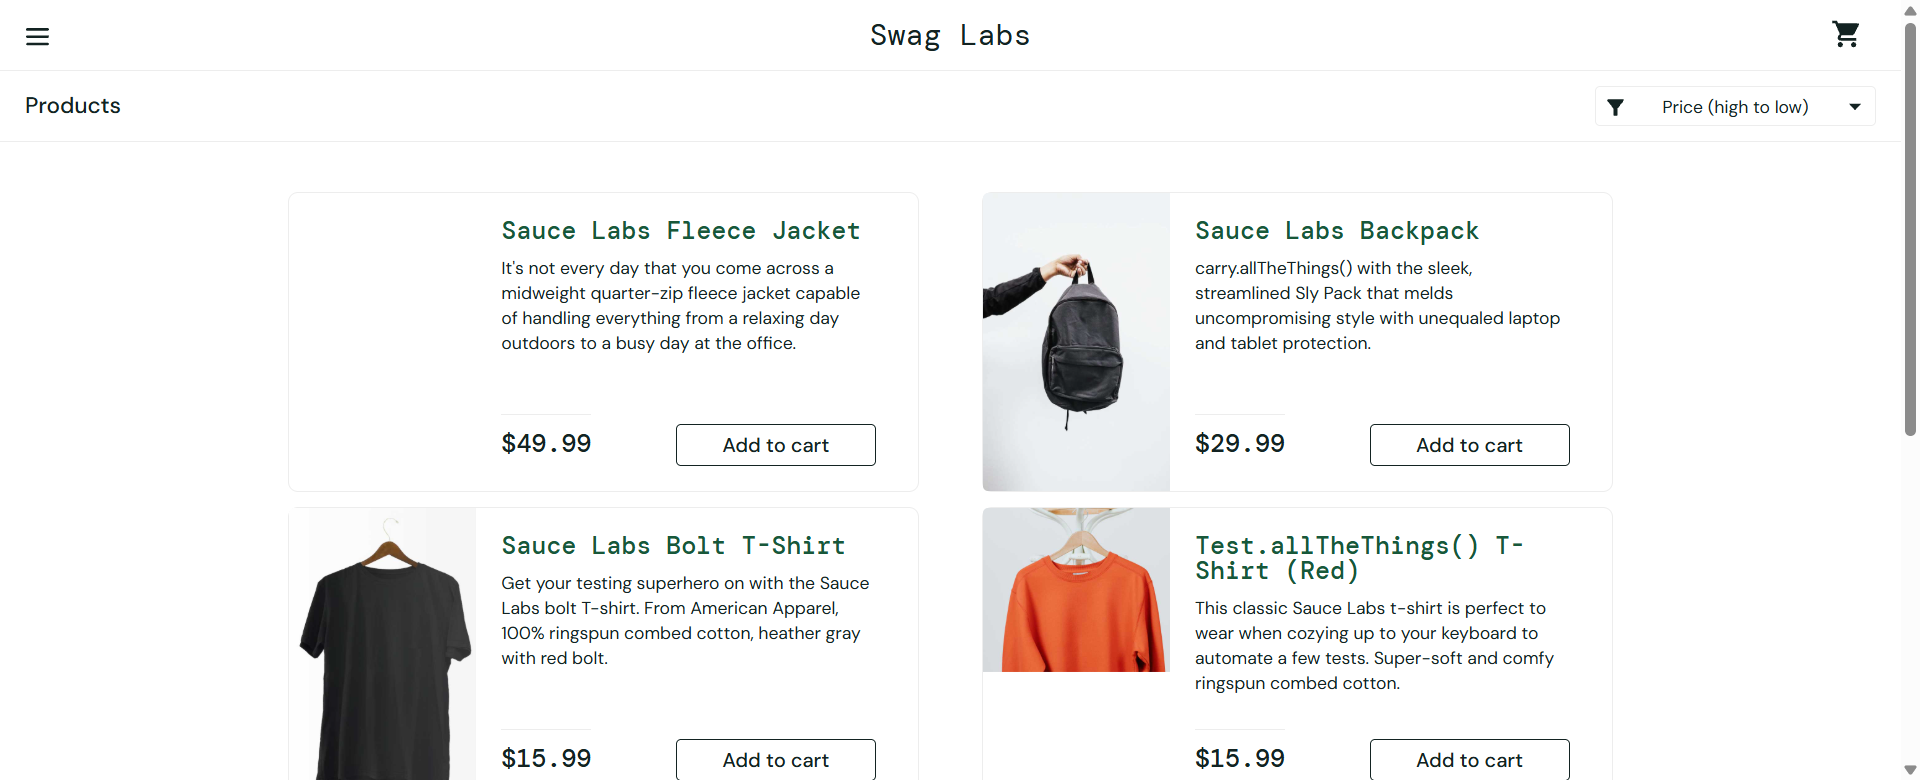 Swag Labs
Products
Price (high to low)
Sauce Labs Fleece Jacket
It's not every day that you come across a
midweight quarter-zip fleece jacket capable
of handling everything from a relaxing day
outdoors to a busy day at the office.
$49.99
Add to cart
Sauce Labs Backpack
carry.allTheThings() with the sleek,
streamlined Sly Pack that melds
uncompromising style with unequaled laptop
and tablet protection.
$29.99
Add to cart
Sauce Labs Bolt T-Shirt
Get your testing superhero on with the Sauce
Labs bolt T-shirt. From American Apparel,
100% ringspun combed cotton, heather gray
with red bolt.
$15.99
Add to cart
Test.allTheThings() T-
Shirt (Red)
This classic Sauce Labs t-shirt is perfect to
wear when cozying up to your keyboard to
automate a few tests. Super-soft and comfy
ringspun combed cotton.
$15.99
Add to cart